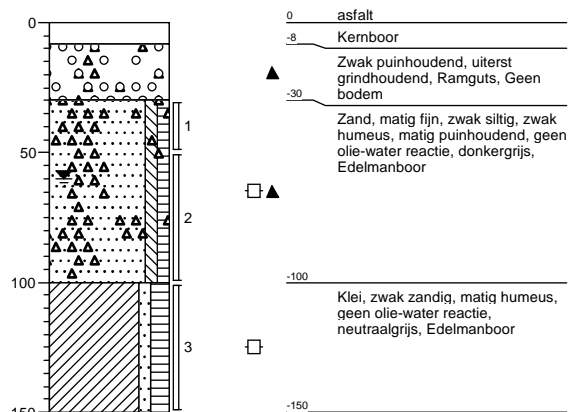 0
50
100
150
1
2
3
0 asfalt
-8
Kernboor
Zwak puinhoudend, uiterst
grindhoudend, Ramguts, Geen
bodem
-30
Zand, matig fijn, zwak siltig, zwak
humeus, matig puinhoudend, geen
olie-water reactie, donkergrijs,
Edelmanboor
-100
Klei, zwak zandig, matig humeus,
geen olie-water reactie,
neutraalgrijs, Edelmanboor
-150